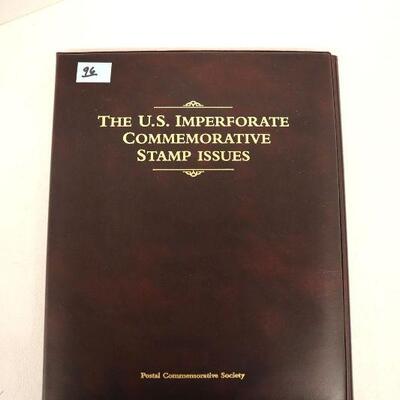 96
THE U.S. IMPERFORATE
COMMEMORATIVE
STAMP ISSUES
Postal Commemorative Society